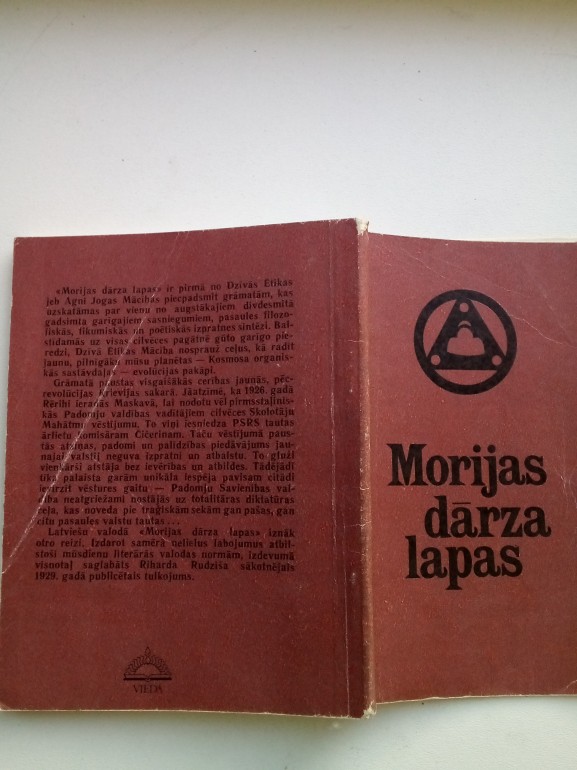 «Morijas dārza lapas» ir pirmā no Dzīvās Ētikas
jeb Agni Jogas Mācības piecpadsmit grāmatām, kas
uzskatāmas par vienu no augstākajiem divdesmitā
gadsimta garīgajiem sasniegumiem, pasaules filozo-
fiskās, ētiskās un poētiskās izpratnes sintēzi. Bal-
stīdamās uz visas cilvēces pagātnē gūto garīgo pie-
redzi, Dzīvā Ētikas Mācība nosprauž ceļus, kā radīt
jaunu, pilnīgāku mūsu planētas — Kosmosa organis-
kās sastāvdaļas — evolūcijas pakāpi.
Grāmatā paustas visgaišākās cerības jaunās, pēc-
revolūcijas Krievijas sakarā. Jāatzīmē, ka 1926. gadā
Rērihi ieradās Maskavā, lai nodotu vēl pirmsstaļinis-
kās Padomju valdības vadītājiem cilvēces Skolotāju
Mahātmu vēstījumu. To viņi iesniedza PSRS tautas
ārlietu komisāram Čičerinam. Taču vēstījumā paus-
tās atziņas, padomi un palīdzības piedāvājums jau-
najai valstij neguva izpratni un atbalstu. To gluži
vienkārši atstāja bez ievērības un atbildes. Tādējādi
tika palaista garām unikāla iespēja pavisam citādi
ievirzīt vēstures gaitu — Padomju Savienības val-
dība neatgriežami nostājās uz totalitāras diktatūras
ceļa, kas noveda pie traģiskām sekām gan pašas, gan
citu pasaules valstu tautas . . .
Latviešu valodā «Morijas dārza lapas» iznāk
otro reizi. Izdarot samērā nelielus labojumus atbil-
stoši mūsdienu literārās valodas normām, izdevumā
visnotaļ saglabāts Riharda Rudzīša sākotnējais
1929. gadā publicētais tulkojums.
VIEDA
Morijas
dārza
lapas